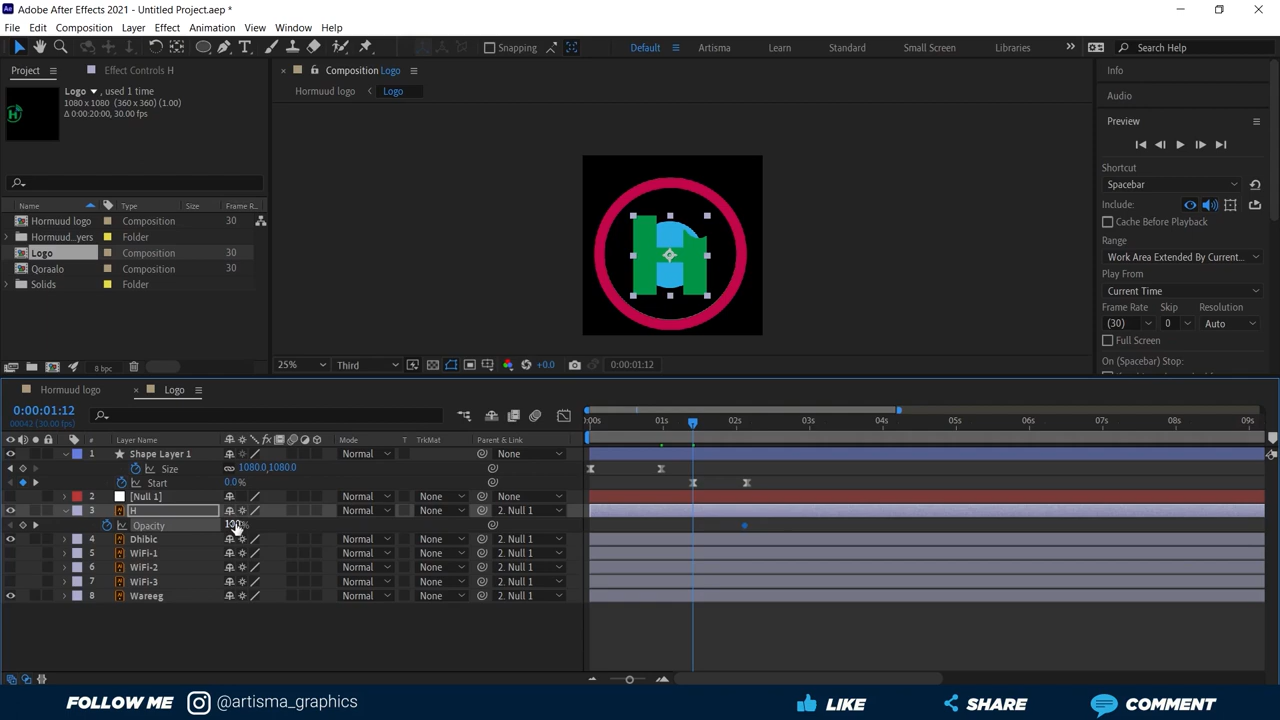 Adobe After Effects 2021 - Untitled Project.aep *
File Edit Composition Layer Effect Animation View Window Help
Snapping Default Artisma Learn Standard Small Screen Libraries Search Help
Project Effect Controls H
Logo , used 1 time
1080 x 1080 (360 x 360) (1.00)
Δ 0:00:20:00, 30.00 fps
Name Type Size Frame R...
Hormuud logo Composition 30
Hormuud...yers Folder
Logo Composition 30
Qoraalo Composition 30
Solids Folder
8 bpc
Composition Logo
Hormuud logo Logo
25% Third +0.0 0:00:01:12
Info
Audio
Preview
Shortcut
Spacebar
Include:
Cache Before Playback
Range
Work Area Extended By Current...
Play From
Current Time
Frame Rate Skip Resolution
(30) 0 Auto
Full Screen
On (Spacebar) Stop:
Hormuud logo Logo
0:00:01:12
00042 (30.00 fps)
# Layer Name fx Mode T TrkMat Parent & Link
:00s 01s 02s 03s 04s 05s 06s 07s 08s 09s
1 Shape Layer 1 Normal None
Size 1080.0,1080.0
Start 0.0%
2 [Null 1] Normal None None
3 H Normal None 2. Null 1
Opacity
4 Dhibic Normal None 2. Null 1
5 WiFi-1 Normal None 2. Null 1
6 WiFi-2 Normal None 2. Null 1
7 WiFi-3 Normal None 2. Null 1
8 Wareeg Normal None 2. Null 1
FOLLOW ME @artisma_graphics LIKE SHARE COMMENT